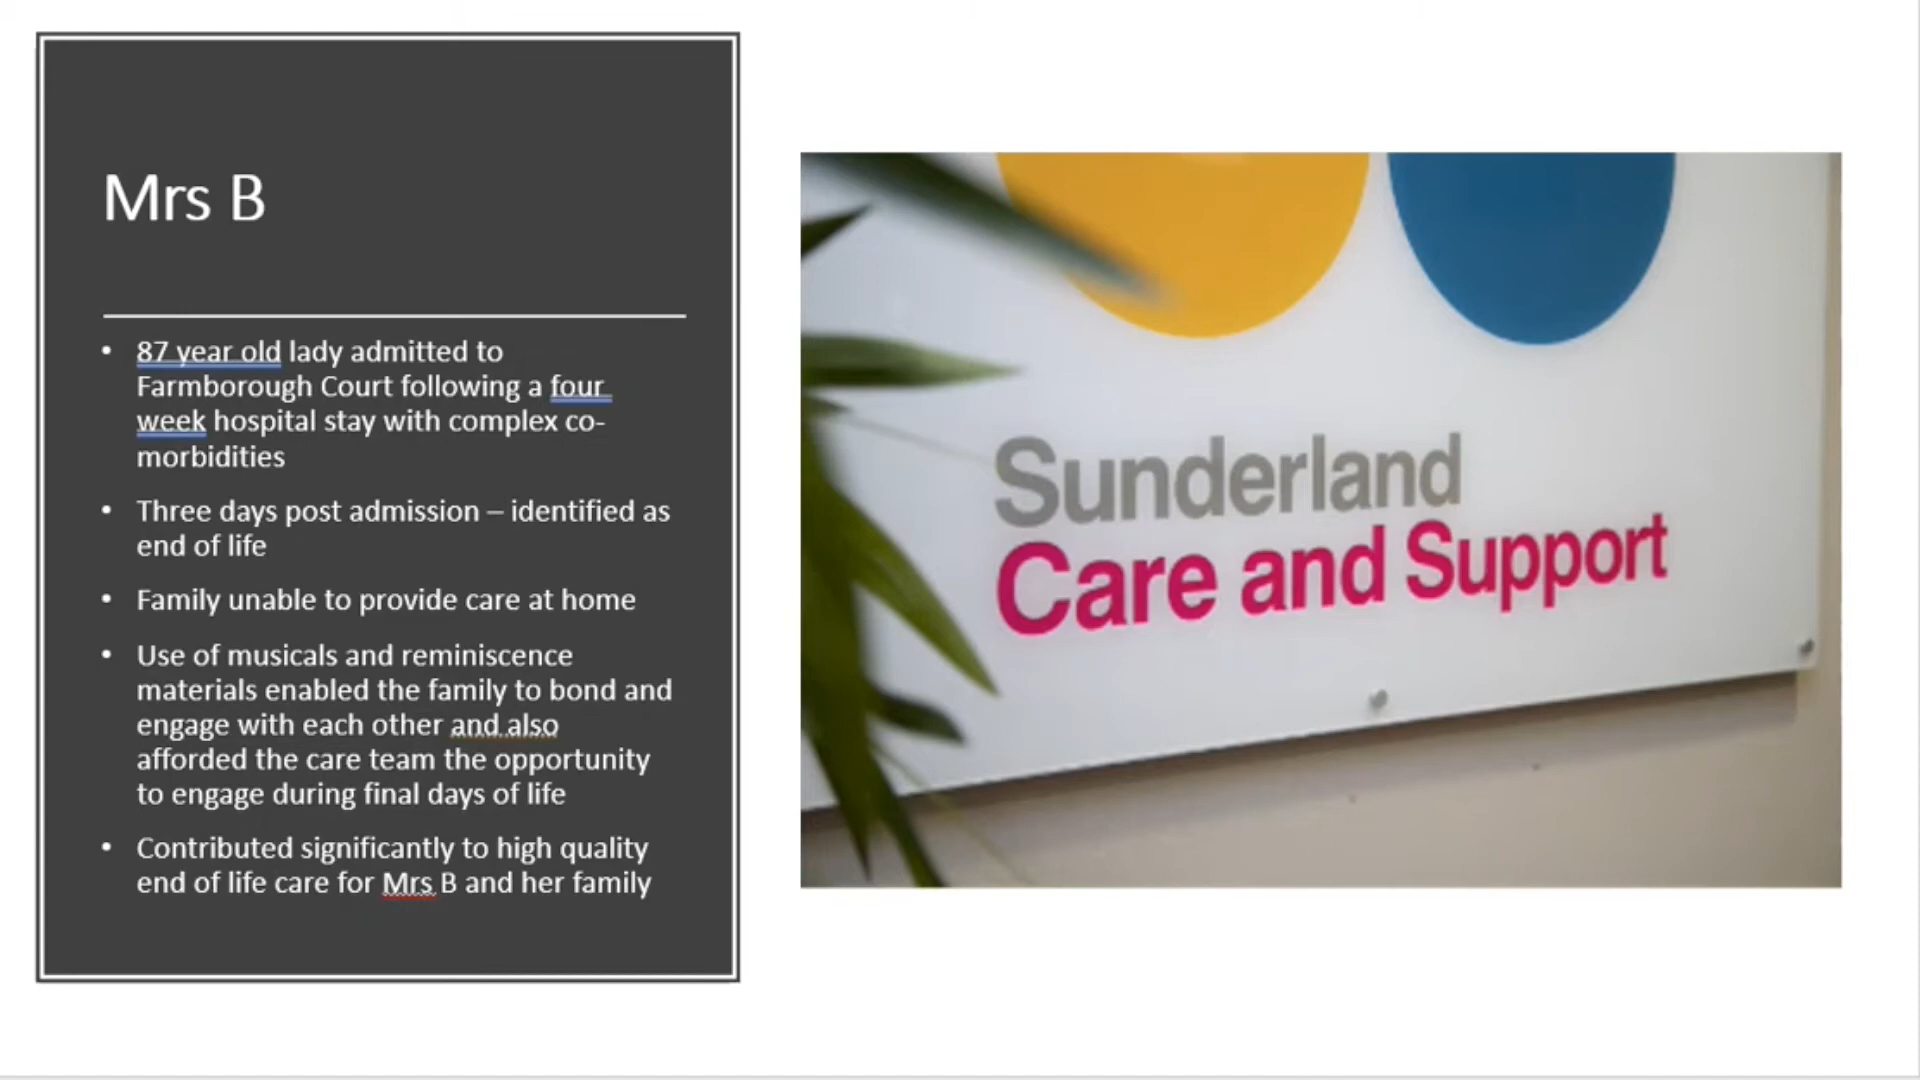 Mrs B
• 87 year old lady admitted to
Farmborough Court following a four
week hospital stay with complex co-
morbidities
• Three days post admission – identified as
end of life
• Family unable to provide care at home
• Use of musicals and reminiscence
materials enabled the family to bond and
engage with each other and also
afforded the care team the opportunity
to engage during final days of life
• Contributed significantly to high quality
end of life care for Mrs B and her family
Sunderland
Care and Support